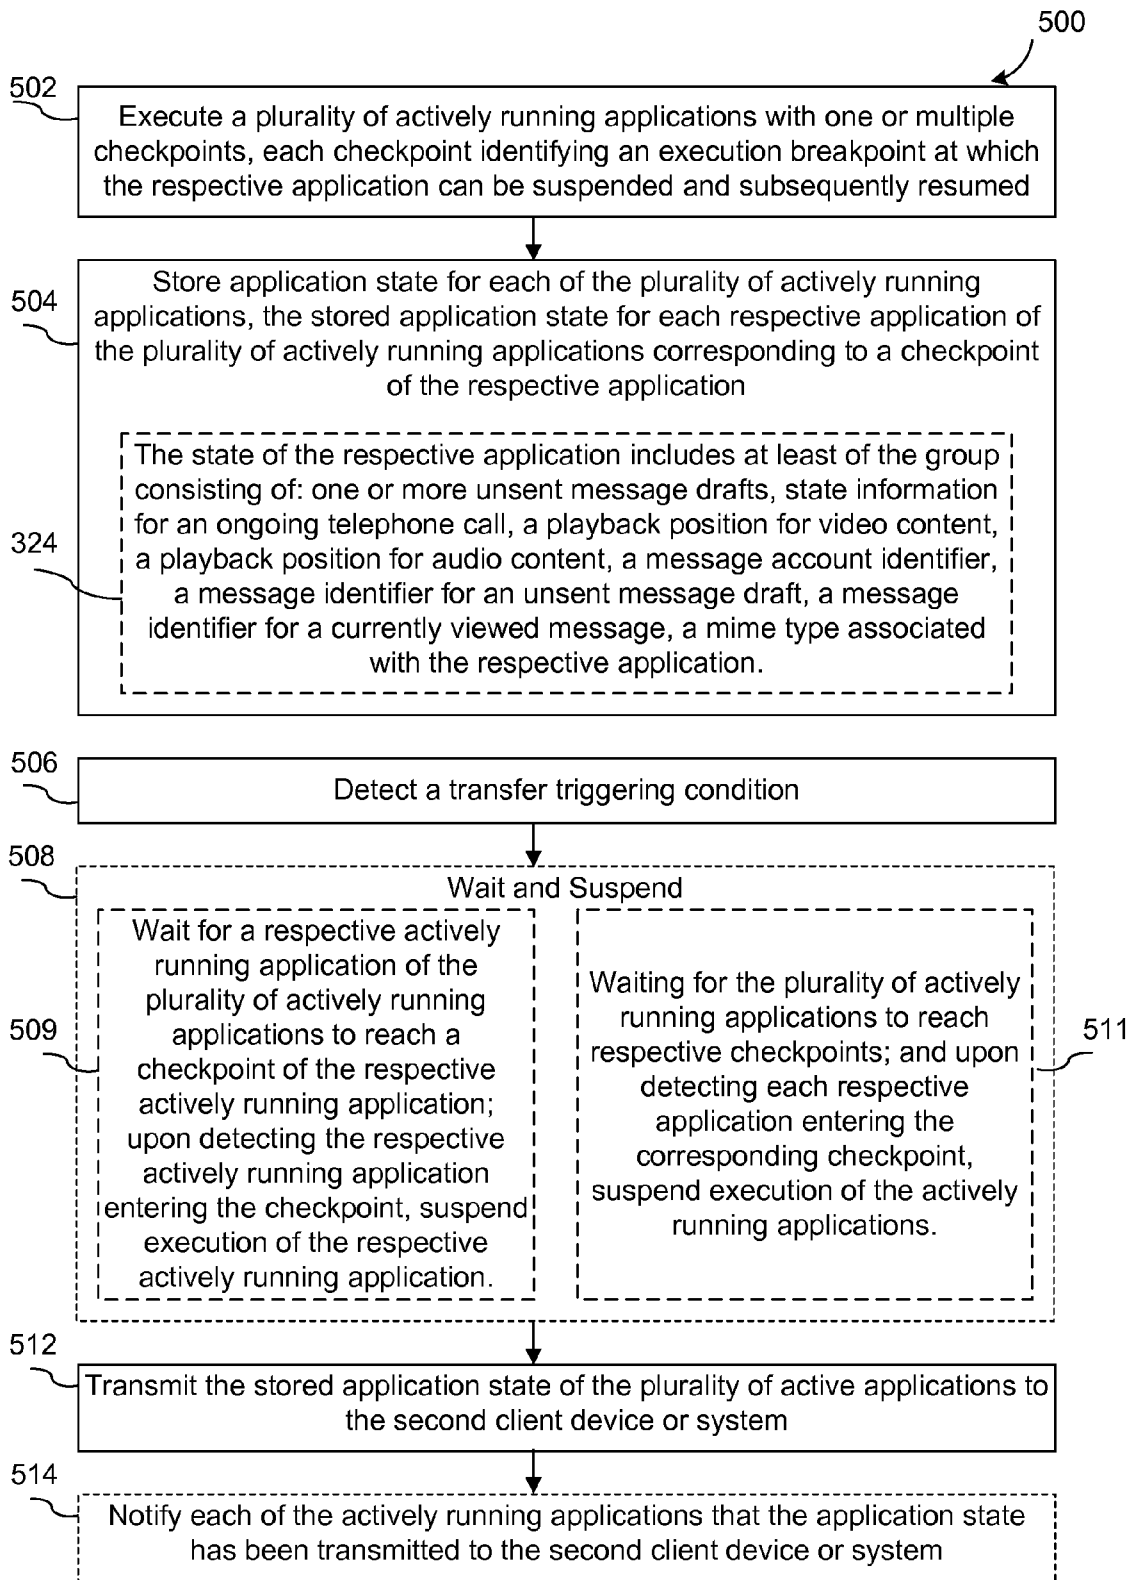 500
502
Execute a plurality of actively running applications with one or multiple
checkpoints, each checkpoint identifying an execution breakpoint at which
the respective application can be suspended and subsequently resumed
504
Store application state for each of the plurality of actively running
applications, the stored application state for each respective application of
the plurality of actively running applications corresponding to a checkpoint
of the respective application
324
The state of the respective application includes at least of the group
consisting of: one or more unsent message drafts, state information
for an ongoing telephone call, a playback position for video content,
a playback position for audio content, a message account identifier,
a message identifier for an unsent message draft, a message
identifier for a currently viewed message, a mime type associated
with the respective application.
506
Detect a transfer triggering condition
508
Wait and Suspend
509
Wait for a respective actively
running application of the
plurality of actively running
applications to reach a
checkpoint of the respective
actively running application;
upon detecting the respective
actively running application
entering the checkpoint, suspend
execution of the respective
actively running application.
Waiting for the plurality of actively
running applications to reach
respective checkpoints; and upon
detecting each respective
application entering the
corresponding checkpoint,
suspend execution of the actively
running applications.
511
512
Transmit the stored application state of the plurality of active applications to
the second client device or system
514
Notify each of the actively running applications that the application state
has been transmitted to the second client device or system